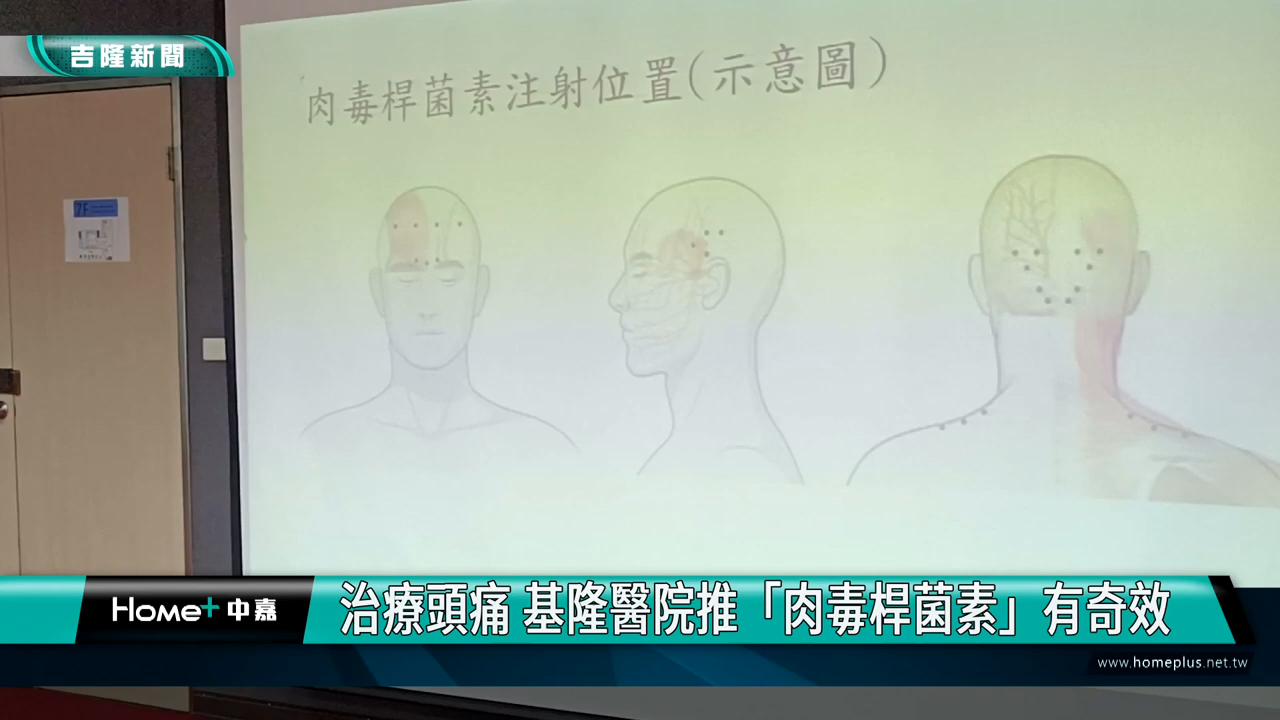 吉隆新聞
肉毒桿菌素注射位置(示意圖)
7F
Home+ 中嘉
治療頭痛 基隆醫院推「肉毒桿菌素」有奇效
www.homeplus.net.tw